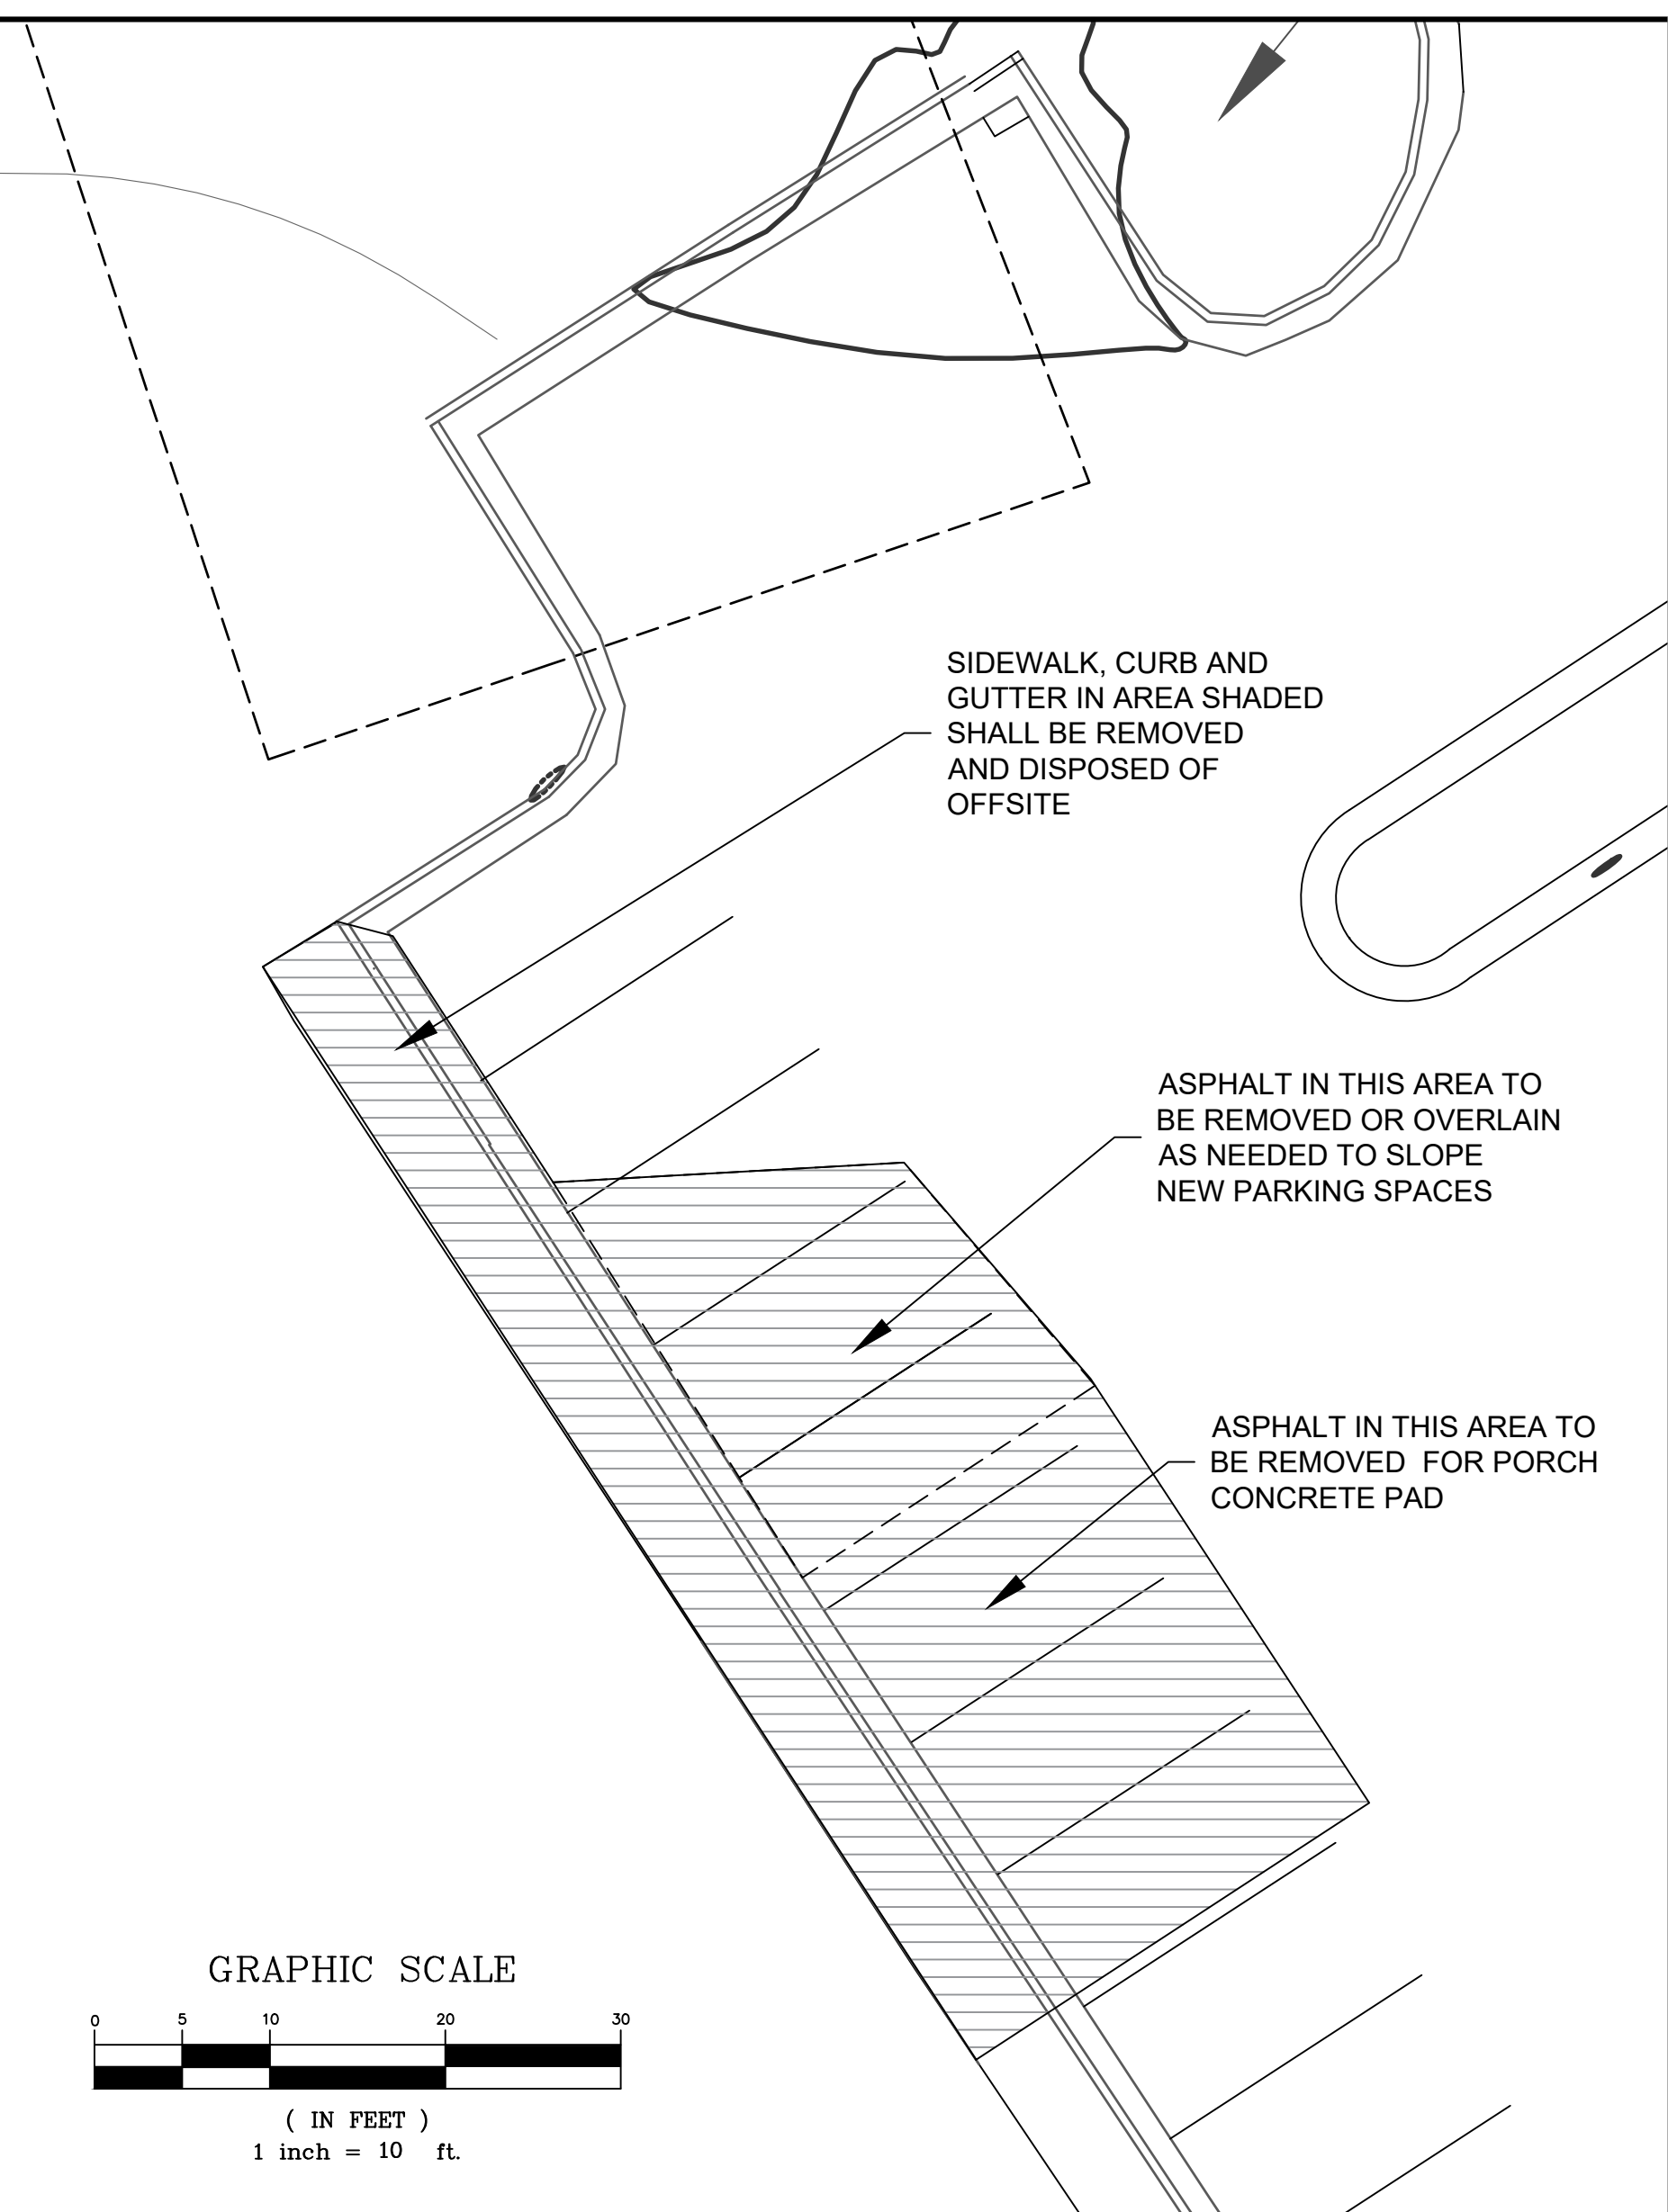 SIDEWALK, CURB AND
GUTTER IN AREA SHADED
SHALL BE REMOVED
AND DISPOSED OF
OFFSITE
ASPHALT IN THIS AREA TO
BE REMOVED OR OVERLAIN
AS NEEDED TO SLOPE
NEW PARKING SPACES
ASPHALT IN THIS AREA TO
BE REMOVED  FOR PORCH
CONCRETE PAD
GRAPHIC SCALE
0 5 10 20 30
( IN FEET )
1 inch = 10 ft.